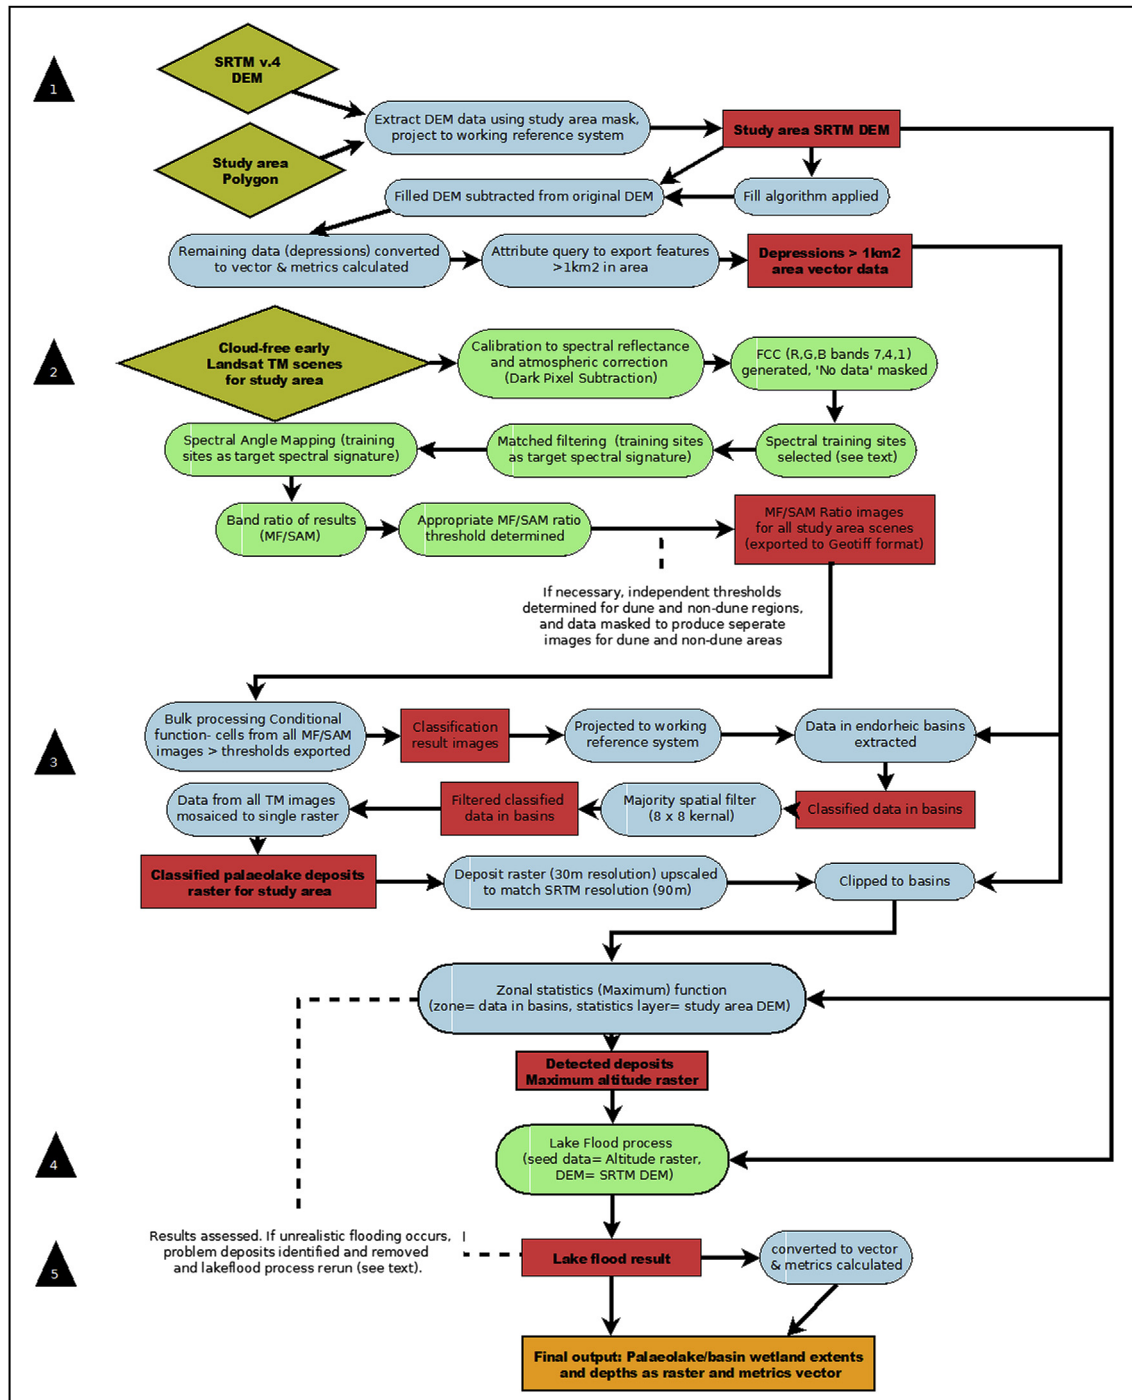 1
SRTM v.4
DEM
Extract DEM data using study area mask,
project to working reference system
Study area SRTM DEM
Study area
Polygon
Filled DEM subtracted from original DEM
Fill algorithm applied
Remaining data (depressions) converted
to vector & metrics calculated
Attribute query to export features
>1km2 in area
Depressions > 1km2
area vector data
2
Cloud-free early
Landsat TM scenes
for study area
Calibration to spectral reflectance
and atmospheric correction
(Dark Pixel Subtraction)
FCC (R,G,B bands 7,4,1)
generated, 'No data' masked
Spectral Angle Mapping (training
sites as target spectral signature)
Matched filtering (training sites
as target spectral signature)
Spectral training sites
selected (see text)
Band ratio of results
(MF/SAM)
Appropriate MF/SAM ratio
threshold determined
MF/SAM Ratio images
for all study area scenes
(exported to Geotiff format)
If necessary, independent thresholds
determined for dune and non-dune regions,
and data masked to produce seperate
images for dune and non-dune areas
3
Bulk processing Conditional
function- cells from all MF/SAM
images > thresholds exported
Classification
result images
Projected to working
reference system
Data in endorheic basins
extracted
Data from all TM images
mosaiced to single raster
Filtered classified
data in basins
Majority spatial filter
(8 x 8 kernal)
Classified data in basins
Classified palaeolake deposits
raster for study area
Deposit raster (30m resolution) upscaled
to match SRTM resolution (90m)
Clipped to basins
Zonal statistics (Maximum) function
(zone= data in basins, statistics layer= study area DEM)
Detected deposits
Maximum altitude raster
4
Lake Flood process
(seed data= Altitude raster,
DEM= SRTM DEM)
5
Results assessed. If unrealistic flooding occurs,
problem deposits identified and removed
and lakeflood process rerun (see text).
Lake flood result
converted to vector
& metrics calculated
Final output: Palaeolake/basin wetland extents
and depths as raster and metrics vector